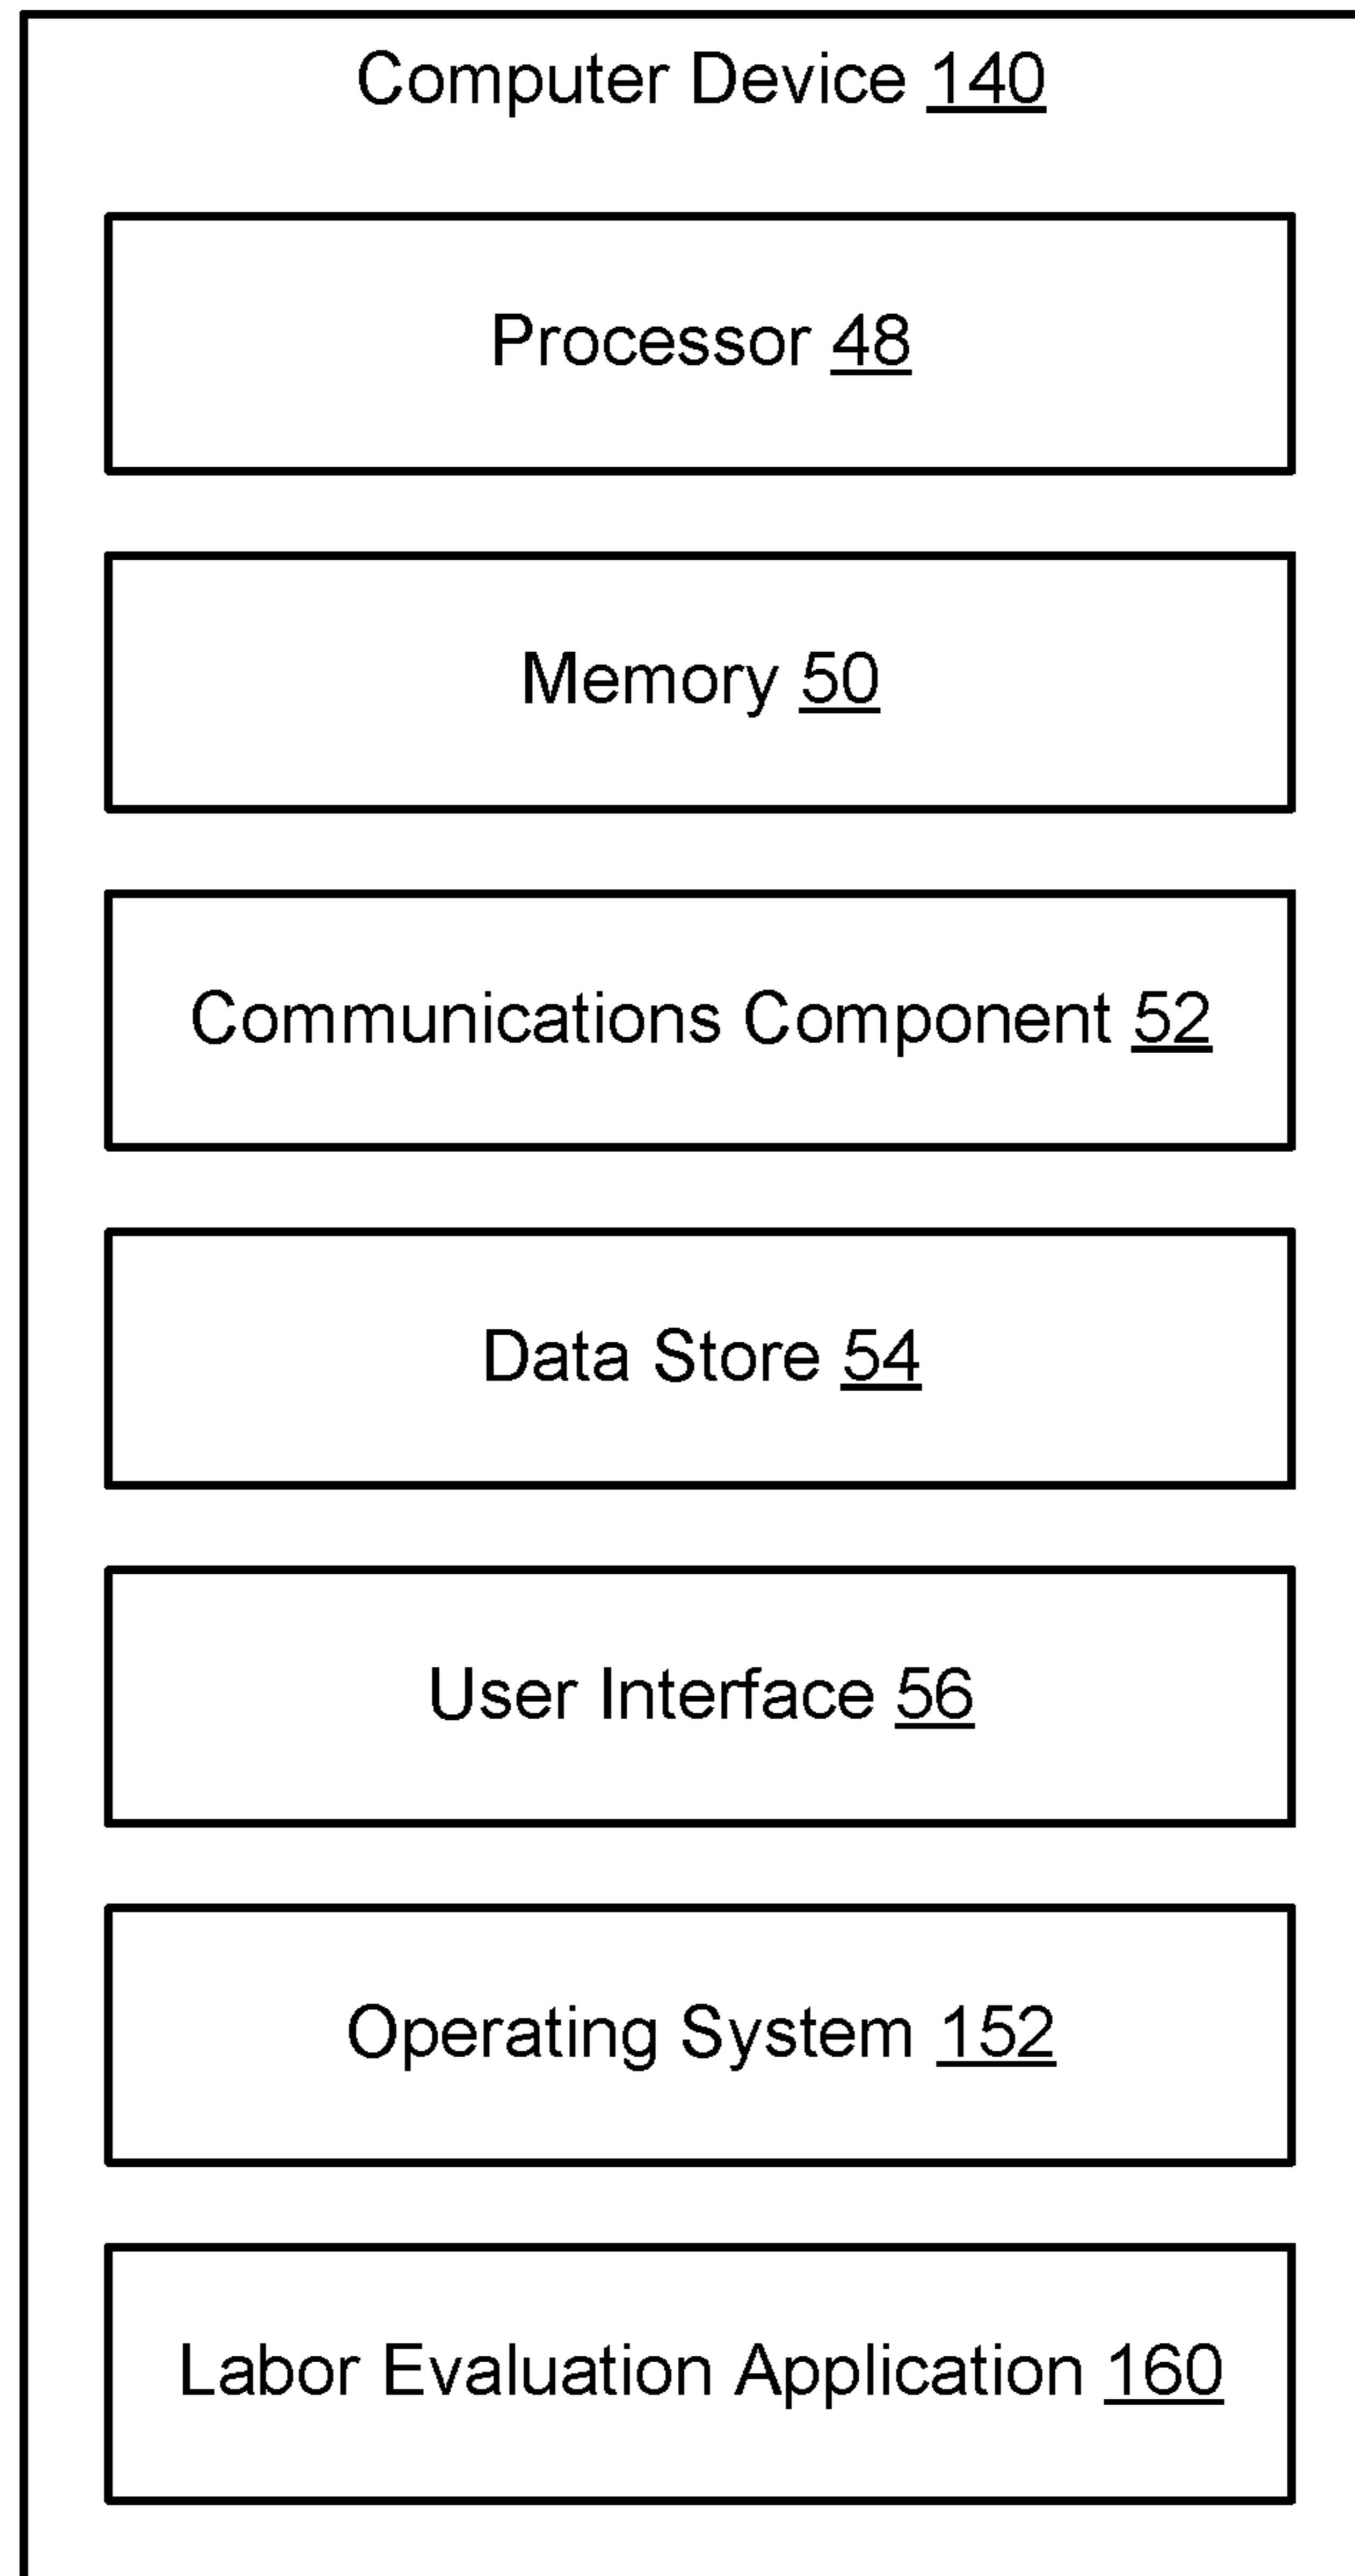 Computer Device 140
Processor 48
Memory 50
Communications Component 52
Data Store 54
User Interface 56
Operating System 152
Labor Evaluation Application 160